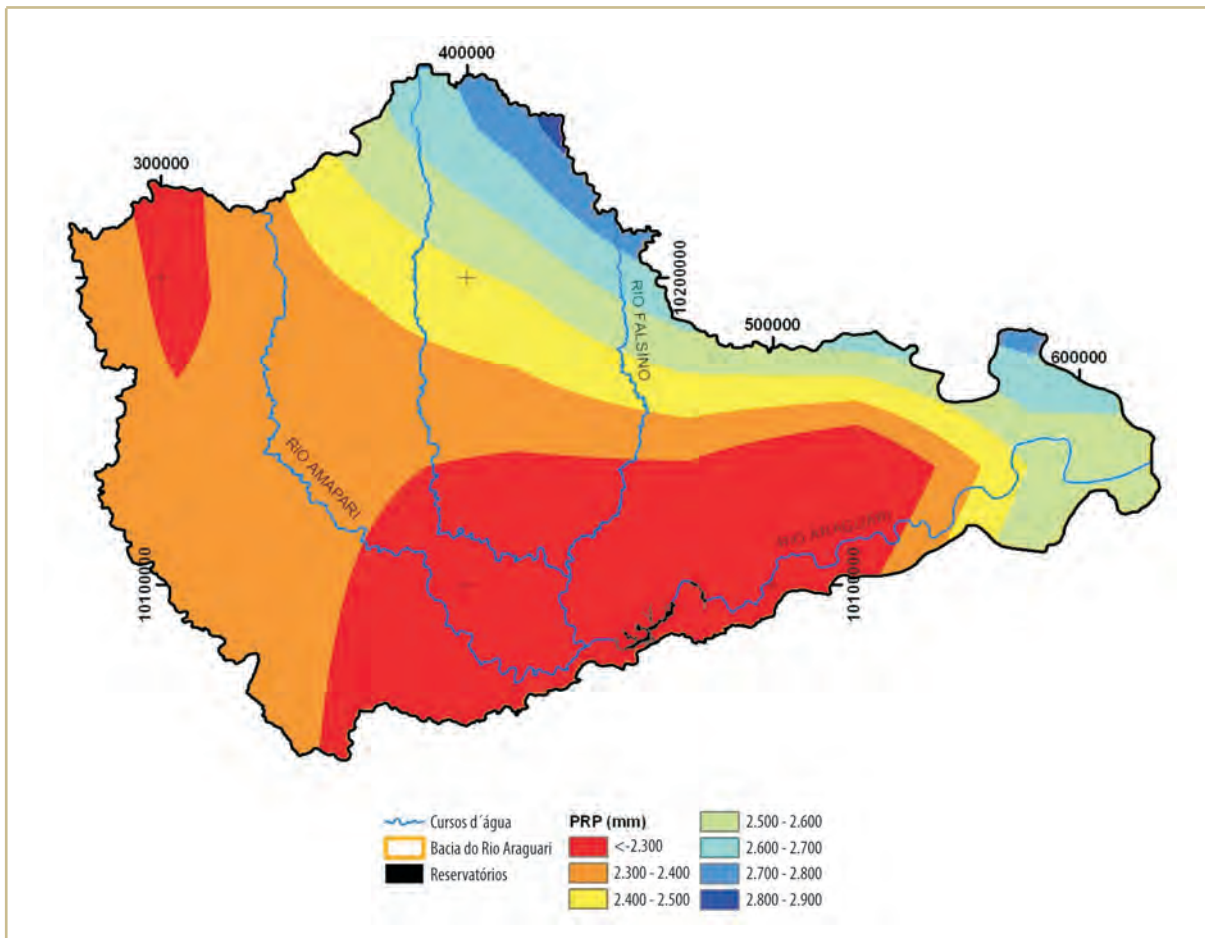 400000
300000
10200000
RIO FALSINO
500000
600000
RIO AMAPARI
RIO ARAGUARI
10100000
10100000
Cursos d´água
Bacia do Rio Araguari
Reservatórios
PRP (mm)
<-2.300
2.300 - 2.400
2.400 - 2.500
2.500 - 2.600
2.600 - 2.700
2.700 - 2.800
2.800 - 2.900